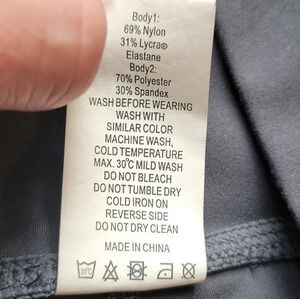 Body1:
69% Nylon
31% Lycra®
Elastane
Body2:
70% Polyester
30% Spandex
WASH BEFORE WEARING
WASH WITH
SIMILAR COLOR
MACHINE WASH,
COLD TEMPERATURE
MAX. 30℃ MILD WASH
DO NOT BLEACH
DO NOT TUMBLE DRY
COLD IRON ON
REVERSE SIDE
DO NOT DRY CLEAN
MADE IN CHINA
30℃